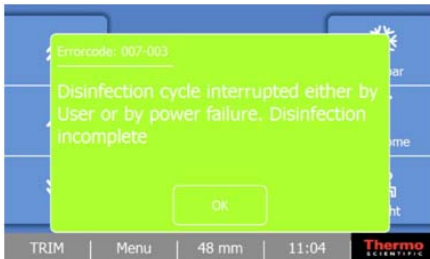 Errorcode: 007-003
Disinfection cycle interrupted either by
User or by power failure. Disinfection
incomplete
OK
TRIM | Menu | 48 mm | 11:04
Thermo
SCIENTIFIC